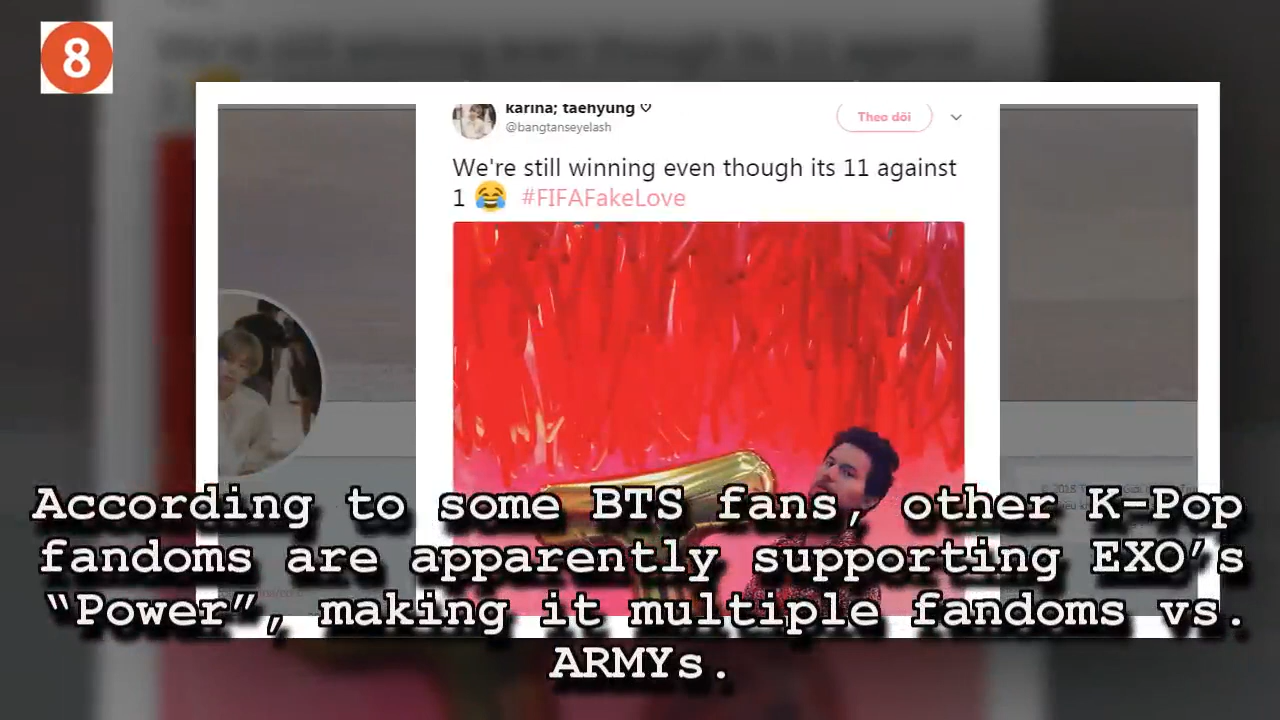 8
karina; taehyung ♡
@bangtanseyelash
Theo dõi
We're still winning even though its 11 against
1 😂 #FIFAFakeLove
According to some BTS fans, other K-Pop
fandoms are apparently supporting EXO’s
“Power”, making it multiple fandoms vs.
ARMYs.